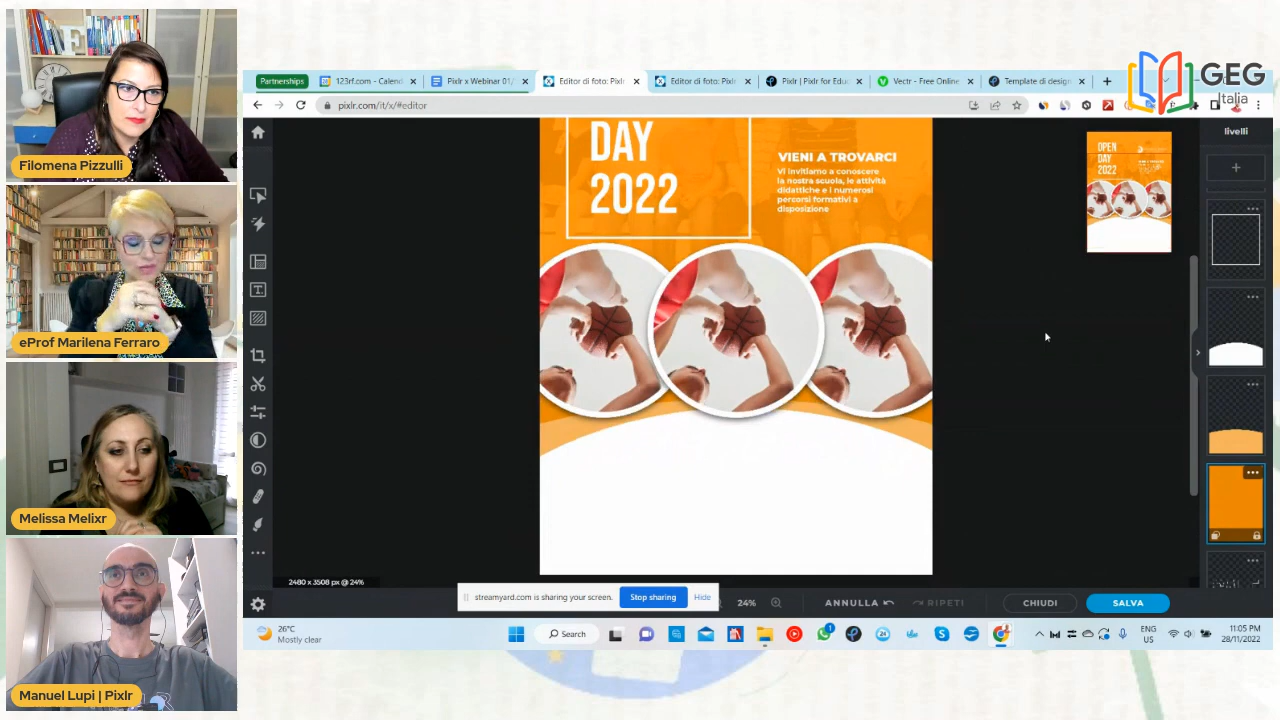 Filomena Pizzulli
eProf Marilena Ferraro
Melissa Melixr
Manuel Lupi | Pixlr
GEG
Italia
Partnerships
123rf.com - Calend
Pixlr x Webinar 01/
Editor di foto: Pixlr
Editor di foto: Pixlr
Pixlr | Pixlr for Educ
Vectr - Free Online
Template di design
pixlr.com/it/x/#editor
livelli
DAY
2022
VIENI A TROVARCI
Vi invitiamo a conoscere
la nostra scuola, le attività
didattiche e i numerosi
percorsi formativi a
disposizione
OPEN
DAY
2022
2480 x 3508 px @ 24%
streamyard.com is sharing your screen.
Stop sharing
Hide
24%
ANNULLA
RIPETI
CHIUDI
SALVA
26°C
Mostly clear
Search
ENG
US
11:05 PM
28/11/2022